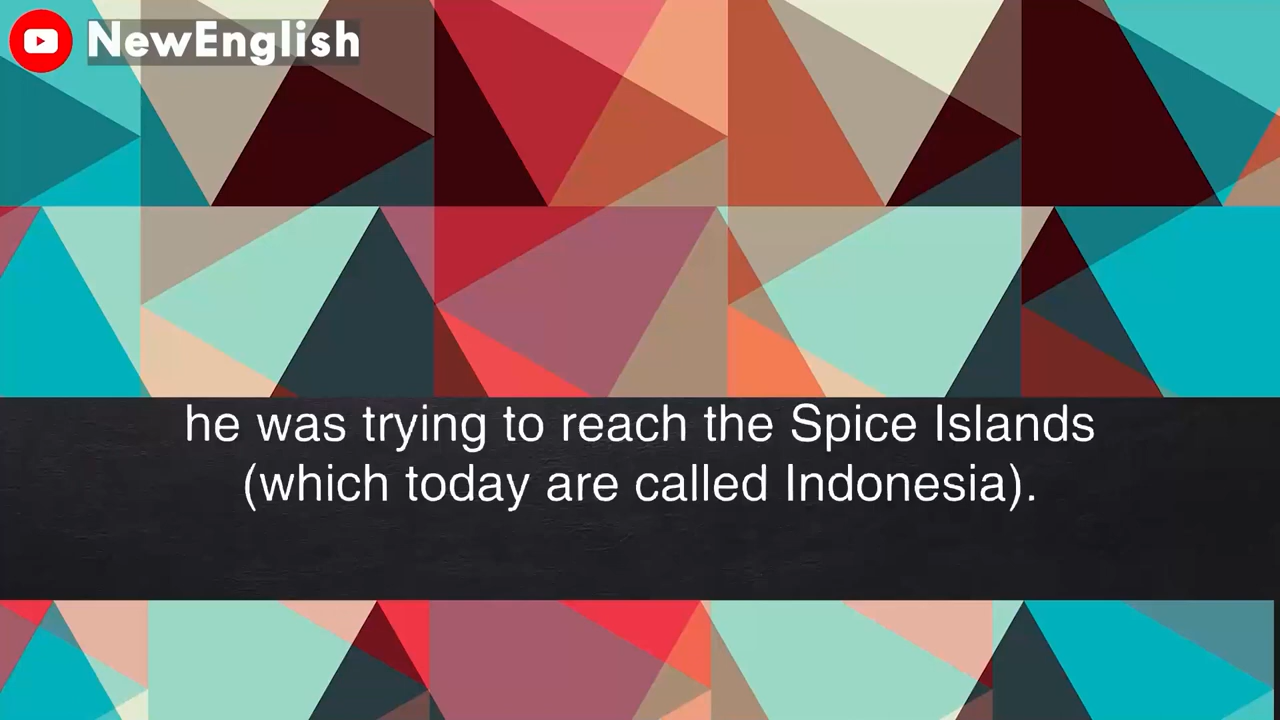 NewEnglish
he was trying to reach the Spice Islands
(which today are called Indonesia).